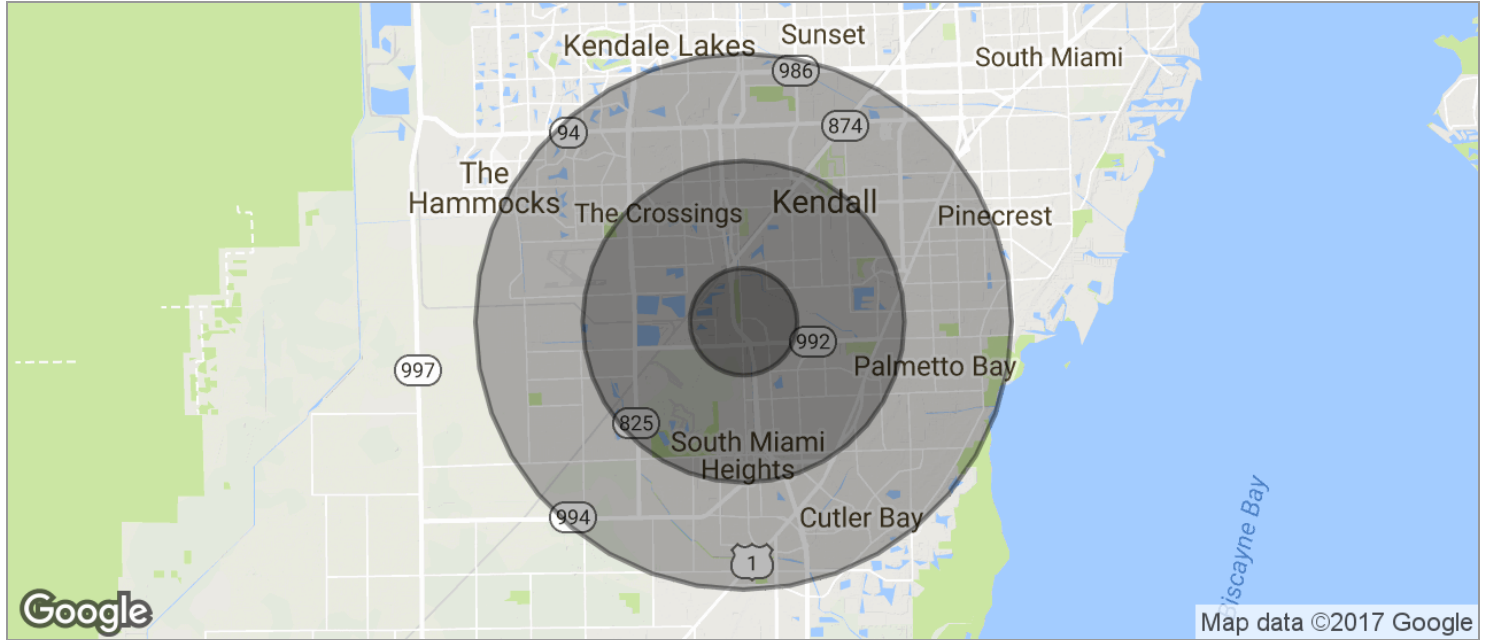 Sunset
Kendale Lakes
South Miami
986
874
94
The
Hammocks
Kendall
The Crossings
Pinecrest
992
Palmetto Bay
997
825
South Miami
Heights
994
Cutler Bay
1
Biscayne Bay
Google
Map data ©2017 Google